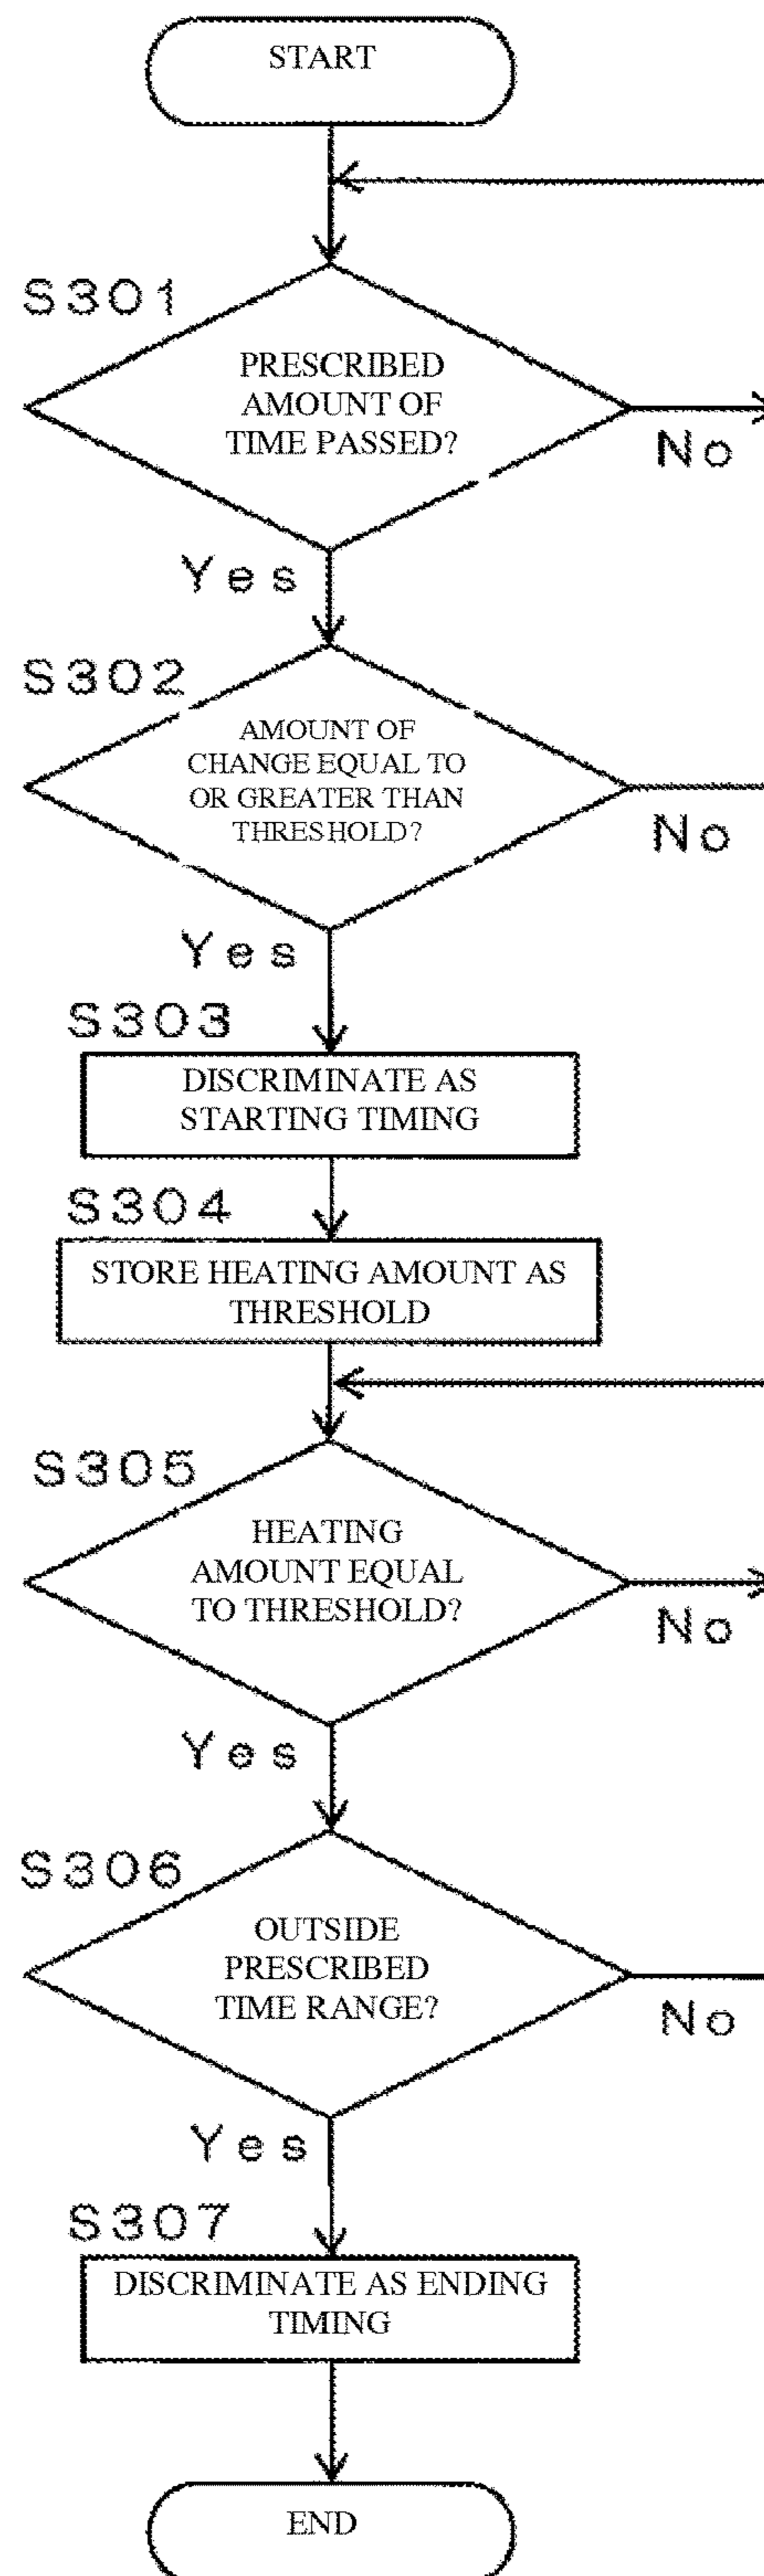 START
S301
PRESCRIBED
AMOUNT OF
TIME PASSED?
No
Yes
S302
AMOUNT OF
CHANGE EQUAL TO
OR GREATER THAN
THRESHOLD?
No
Yes
S303
DISCRIMINATE AS
STARTING TIMING
S304
STORE HEATING AMOUNT AS
THRESHOLD
S305
HEATING
AMOUNT EQUAL
TO THRESHOLD?
No
Yes
S306
OUTSIDE
PRESCRIBED
TIME RANGE?
No
Yes
S307
DISCRIMINATE AS ENDING
TIMING
END